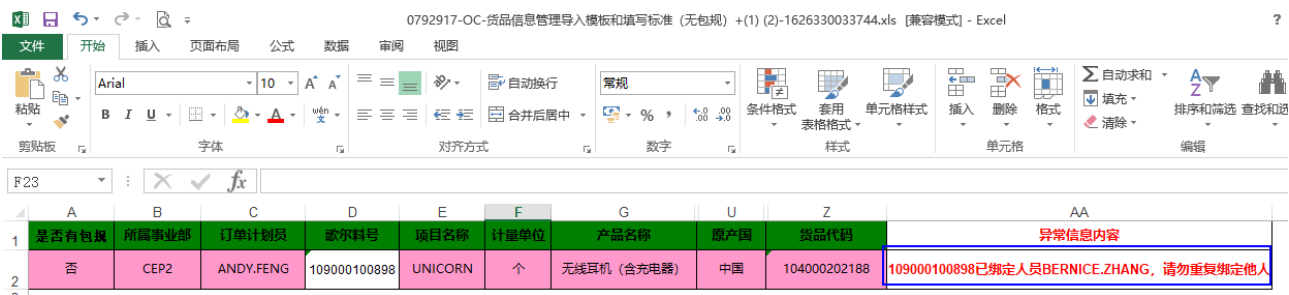 0792917-OC-货品信息管理导入模板和填写标准（无包规）+(1) (2)-1626330033744.xls [兼容模式] - Excel
?
文件 开始 插入 页面布局 公式 数据 审阅 视图
粘贴
剪贴板
Arial 10 A A
B I U A wén 变
字体
自动换行
合并后居中
对齐方式
常规
% , .0 .00 .00 .0
数字
条件格式 套用 单元格样式
表格格式
样式
插入 删除 格式
单元格
自动求和
填充
清除
排序和筛选 查找和选
编辑
F23 fx
A B C D E F G U Z AA
1 是否有包规 所属事业部 订单计划员 歌尔料号 项目名称 计量单位 产品名称 原产国 货品代码 异常信息内容
2 否 CEP2 ANDY.FENG 109000100898 UNICORN 个 无线耳机（含充电器） 中国 104000202188 109000100898已绑定人员BERNICE.ZHANG，请勿重复绑定他人